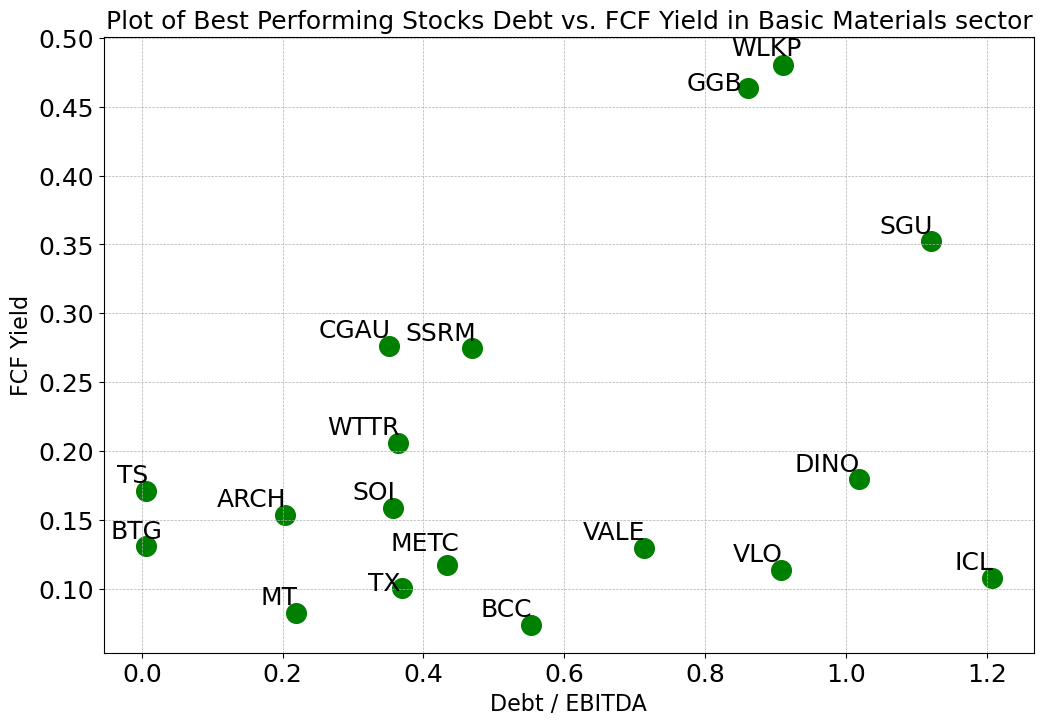 Plot of Best Performing Stocks Debt vs. FCF Yield in Basic Materials sector
0.50
0.45
0.40
0.35
0.30
0.25
0.20
0.15
0.10
FCF Yield
WLKP
GGB
SGU
CGAU
SSRM
WTTR
TS
DINO
ARCH
SOI
BTG
VALE
METC
VLO
ICL
TX
MT
BCC
0.0
0.2
0.4
0.6
0.8
1.0
1.2
Debt / EBITDA